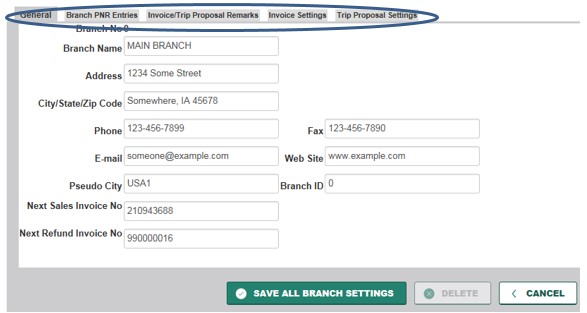 General Branch PNR Entries Invoice/Trip Proposal Remarks Invoice Settings Trip Proposal Settings
Branch No 0
Branch Name MAIN BRANCH
Address 1234 Some Street
City/State/Zip Code Somewhere, IA 45678
Phone 123-456-7899 Fax 123-456-7890
E-mail someone@example.com Web Site www.example.com
Pseudo City USA1 Branch ID 0
Next Sales Invoice No 210943688
Next Refund Invoice No 990000016
SAVE ALL BRANCH SETTINGS DELETE CANCEL